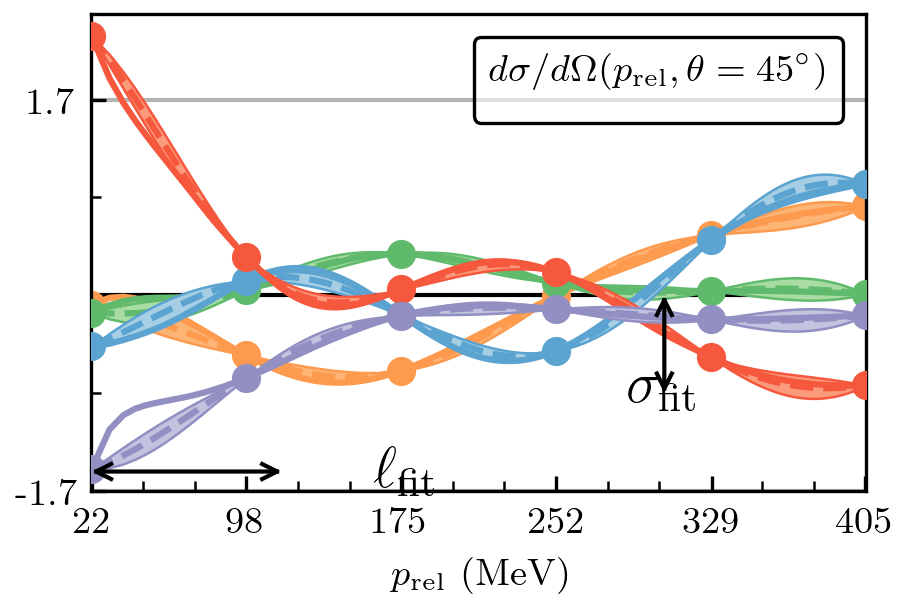 dσ/dΩ(p_rel, θ = 45°)
1.7
σ_fit
ℓ_fit
-1.7
22 98 175 252 329 405
p_rel (MeV)